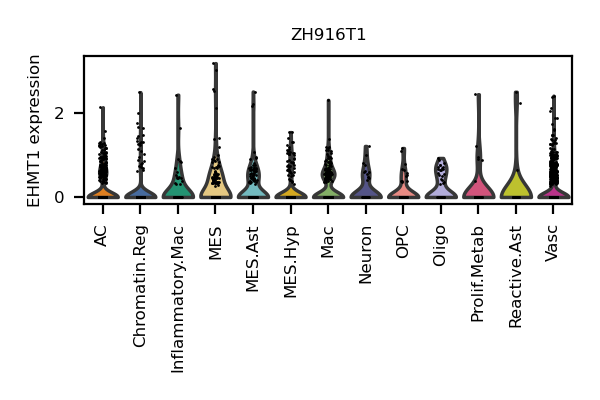 ZH916T1
EHMT1 expression
2
0
AC
Chromatin.Reg
Inflammatory.Mac
MES
MES.Ast
MES.Hyp
Mac
Neuron
OPC
Oligo
Prolif.Metab
Reactive.Ast
Vasc